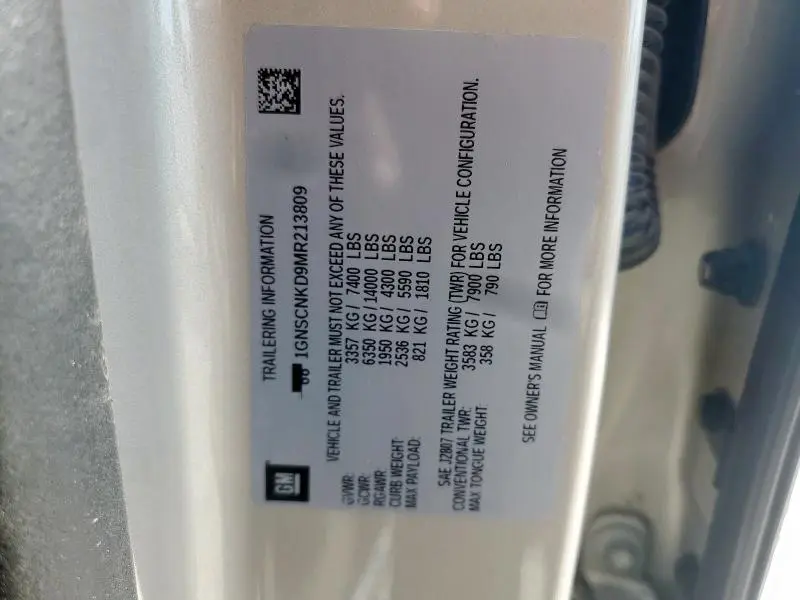 TRAILERING INFORMATION
1GNSCNKD9MR213809
VEHICLE AND TRAILER MUST NOT EXCEED ANY OF THESE VALUES.
GVWR: 3357 KG / 7400 LBS
GCWR: 6350 KG / 14000 LBS
RGAWR: 1950 KG / 4300 LBS
CURB WEIGHT: 2536 KG / 5590 LBS
MAX PAYLOAD: 821 KG / 1810 LBS
SAE J2807 TRAILER WEIGHT RATING (TWR) FOR VEHICLE CONFIGURATION.
CONVENTIONAL TWR: 3583 KG / 7900 LBS
MAX TONGUE WEIGHT: 358 KG / 790 LBS
SEE OWNER'S MANUAL FOR MORE INFORMATION
GM